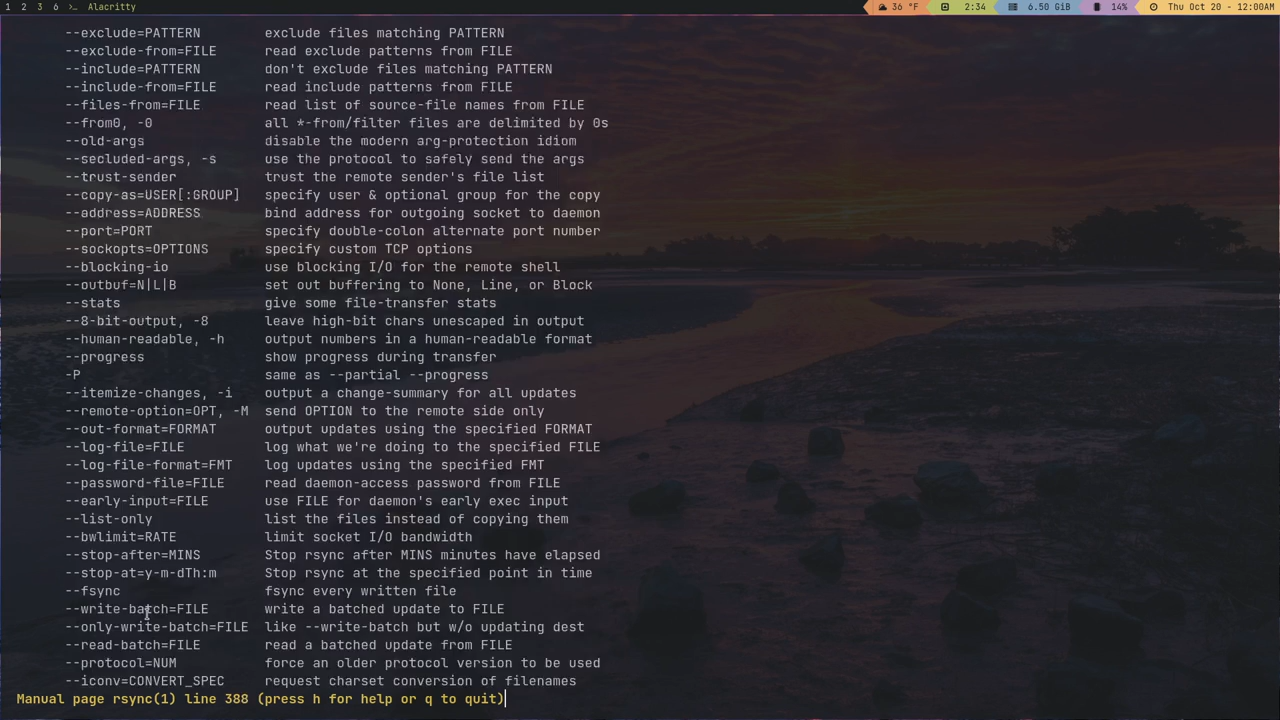 1 2 3 6 >_ Alacritty 36 °F 2:34 6.50 GiB 14% Thu Oct 20 - 12:00AM
--exclude=PATTERN exclude files matching PATTERN
--exclude-from=FILE read exclude patterns from FILE
--include=PATTERN don't exclude files matching PATTERN
--include-from=FILE read include patterns from FILE
--files-from=FILE read list of source-file names from FILE
--from0, -0 all *-from/filter files are delimited by 0s
--old-args disable the modern arg-protection idiom
--secluded-args, -s use the protocol to safely send the args
--trust-sender trust the remote sender's file list
--copy-as=USER[:GROUP] specify user & optional group for the copy
--address=ADDRESS bind address for outgoing socket to daemon
--port=PORT specify double-colon alternate port number
--sockopts=OPTIONS specify custom TCP options
--blocking-io use blocking I/O for the remote shell
--outbuf=N|L|B set out buffering to None, Line, or Block
--stats give some file-transfer stats
--8-bit-output, -8 leave high-bit chars unescaped in output
--human-readable, -h output numbers in a human-readable format
--progress show progress during transfer
-P same as --partial --progress
--itemize-changes, -i output a change-summary for all updates
--remote-option=OPT, -M send OPTION to the remote side only
--out-format=FORMAT output updates using the specified FORMAT
--log-file=FILE log what we're doing to the specified FILE
--log-file-format=FMT log updates using the specified FMT
--password-file=FILE read daemon-access password from FILE
--early-input=FILE use FILE for daemon's early exec input
--list-only list the files instead of copying them
--bwlimit=RATE limit socket I/O bandwidth
--stop-after=MINS Stop rsync after MINS minutes have elapsed
--stop-at=y-m-dTh:m Stop rsync at the specified point in time
--fsync fsync every written file
--write-batch=FILE write a batched update to FILE
--only-write-batch=FILE like --write-batch but w/o updating dest
--read-batch=FILE read a batched update from FILE
--protocol=NUM force an older protocol version to be used
--iconv=CONVERT_SPEC request charset conversion of filenames
Manual page rsync(1) line 388 (press h for help or q to quit)